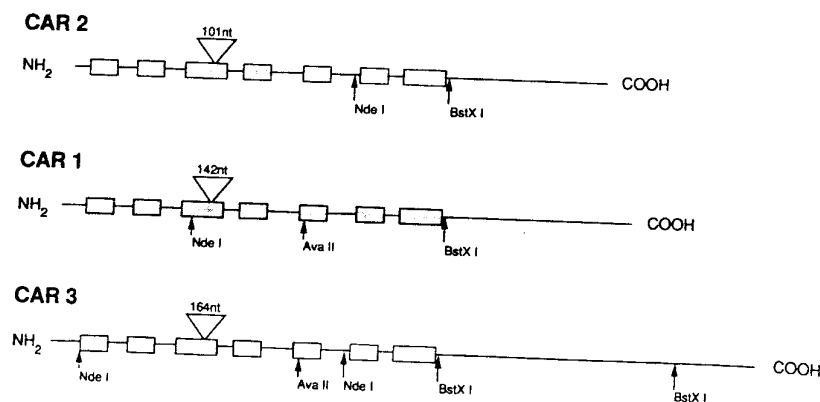 CAR 2
101nt
NH2
COOH
Nde I
BstX I
CAR 1
142nt
NH2
COOH
Nde I
Ava II
BstX I
CAR 3
164nt
NH2
COOH
Nde I
Ava II
Nde I
BstX I
BstX I